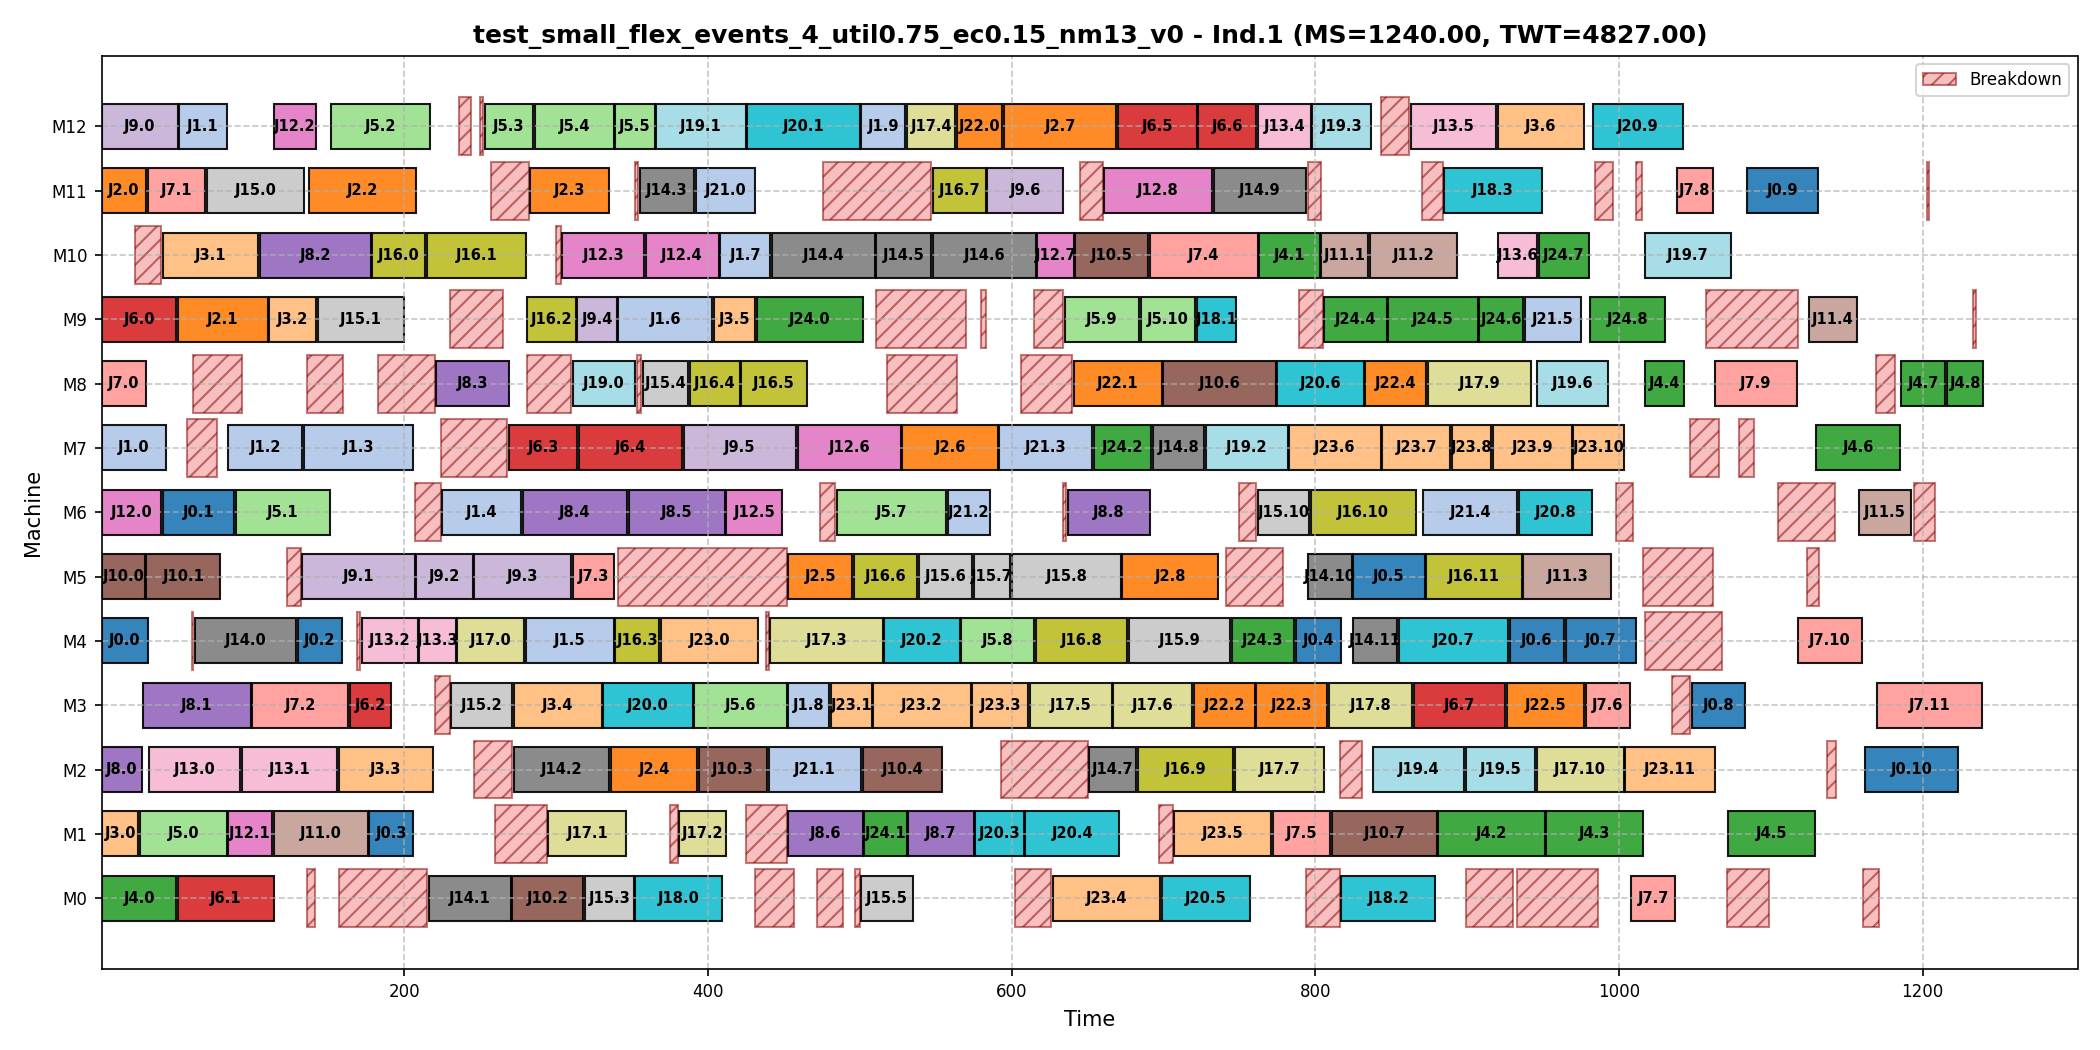 test_small_flex_events_4_util0.75_ec0.15_nm13_v0 - Ind.1 (MS=1240.00, TWT=4827.00)
Breakdown
M12 J9.0 J1.1 J12.2 J5.2 J5.3 J5.4 J5.5 J19.1 J20.1 J1.9 J17.4 J22.0 J2.7 J6.5 J6.6 J13.4 J19.3 J13.5 J3.6 J20.9
M11 J2.0 J7.1 J15.0 J2.2 J2.3 J14.3 J21.0 J16.7 J9.6 J12.8 J14.9 J18.3 J7.8 J0.9
M10 J3.1 J8.2 J16.0 J16.1 J12.3 J12.4 J1.7 J14.4 J14.5 J14.6 J12.7 J10.5 J7.4 J4.1 J11.1 J11.2 J13.6 J24.7 J19.7
M9 J6.0 J2.1 J3.2 J15.1 J16.2 J9.4 J1.6 J3.5 J24.0 J5.9 J5.10 J18.1 J24.4 J24.5 J24.6 J21.5 J24.8 J11.4
M8 J7.0 J8.3 J19.0 J15.4 J16.4 J16.5 J22.1 J10.6 J20.6 J22.4 J17.9 J19.6 J4.4 J7.9 J4.7 J4.8
M7 J1.0 J1.2 J1.3 J6.3 J6.4 J9.5 J12.6 J2.6 J21.3 J24.2 J14.8 J19.2 J23.6 J23.7 J23.8 J23.9 J23.10 J4.6
M6 J12.0 J0.1 J5.1 J1.4 J8.4 J8.5 J12.5 J5.7 J21.2 J8.8 J15.10 J16.10 J21.4 J20.8 J11.5
M5 J10.0 J10.1 J9.1 J9.2 J9.3 J7.3 J2.5 J16.6 J15.6 J15.7 J15.8 J2.8 J14.10 J0.5 J16.11 J11.3
M4 J0.0 J14.0 J0.2 J13.2 J13.3 J17.0 J1.5 J16.3 J23.0 J17.3 J20.2 J5.8 J16.8 J15.9 J24.3 J0.4 J14.11 J20.7 J0.6 J0.7 J7.10
M3 J8.1 J7.2 J6.2 J15.2 J3.4 J20.0 J5.6 J1.8 J23.1 J23.2 J23.3 J17.5 J17.6 J22.2 J22.3 J17.8 J6.7 J22.5 J7.6 J0.8 J7.11
M2 J8.0 J13.0 J13.1 J3.3 J14.2 J2.4 J10.3 J21.1 J10.4 J14.7 J16.9 J17.7 J19.4 J19.5 J17.10 J23.11 J0.10
M1 J3.0 J5.0 J12.1 J11.0 J0.3 J17.1 J17.2 J8.6 J24.1 J8.7 J20.3 J20.4 J23.5 J7.5 J10.7 J4.2 J4.3 J4.5
M0 J4.0 J6.1 J14.1 J10.2 J15.3 J18.0 J15.5 J23.4 J20.5 J18.2 J7.7
200 400 600 800 1000 1200
Time
Machine